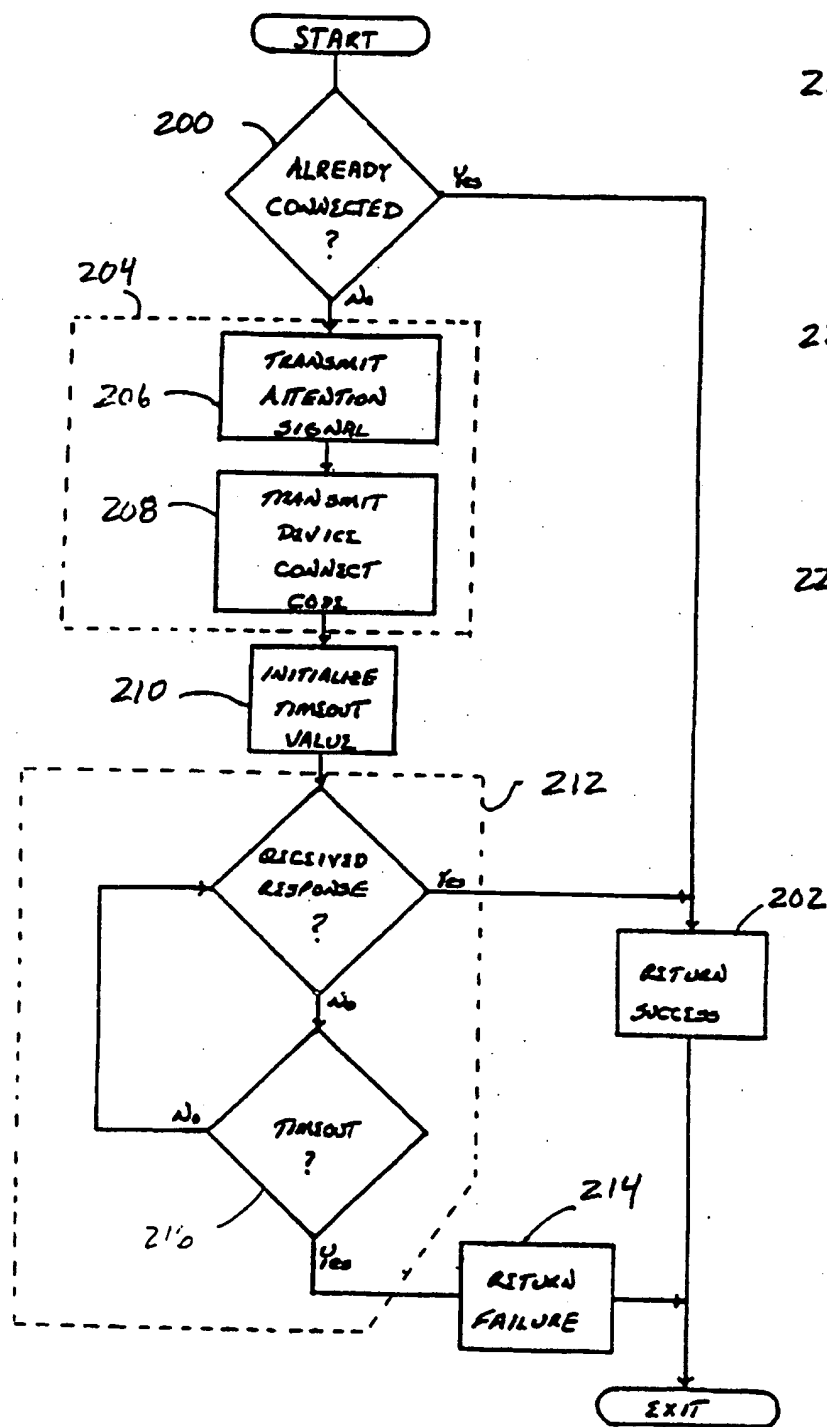 START
200
ALREADY
CONNECTED
?
Yes
No
204
206
TRANSMIT
ATTENTION
SIGNAL
208
TRANSMIT
DEVICE
CONNECT
CODE
210
INITIALIZE
TIMEOUT
VALUE
212
RECEIVED
RESPONSE
?
Yes
No
202
RETURN
SUCCESS
TIMEOUT
?
No
216
Yes
214
RETURN
FAILURE
EXIT